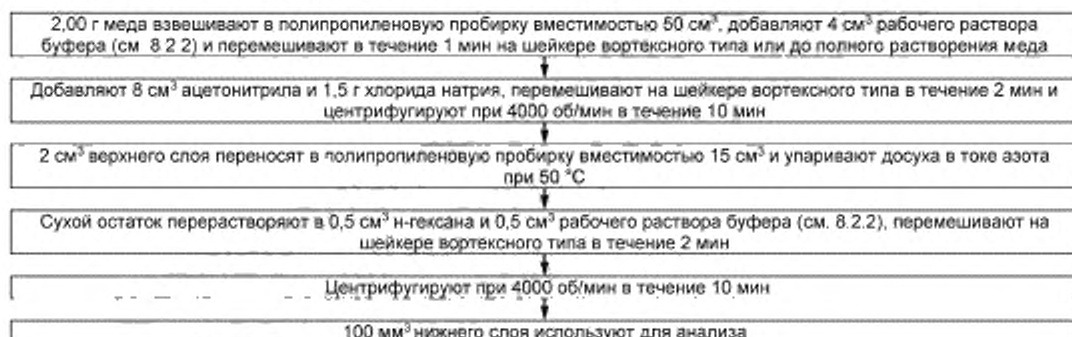 2,00 г меда взвешивают в полипропиленовую пробирку вместимостью 50 см³, добавляют 4 см³ рабочего раствора
буфера (см 8 2 2) и перемешивают в течение 1 мин на шейкере вортексного типа или до полного растворения меда
Добавляют 8 см³ ацетонитрила и 1,5 г хлорида натрия, перемешивают на шейкере вортексного типа в течение 2 мин и
центрифугируют при 4000 об/мин в течение 10 мин
2 см³ верхнего слоя переносят в полипропиленовую пробирку вместимостью 15 см³ и упаривают досуха в токе азота
при 50 °С
Сухой остаток перерастворяют в 0,5 см³ н-гексана и 0,5 см³ рабочего раствора буфера (см. 8.2.2), перемешивают на
шейкере вортексного типа в течение 2 мин
Центрифугируют при 4000 об/мин в течение 10 мин
100 мм³ нижнего слоя используют для анализа